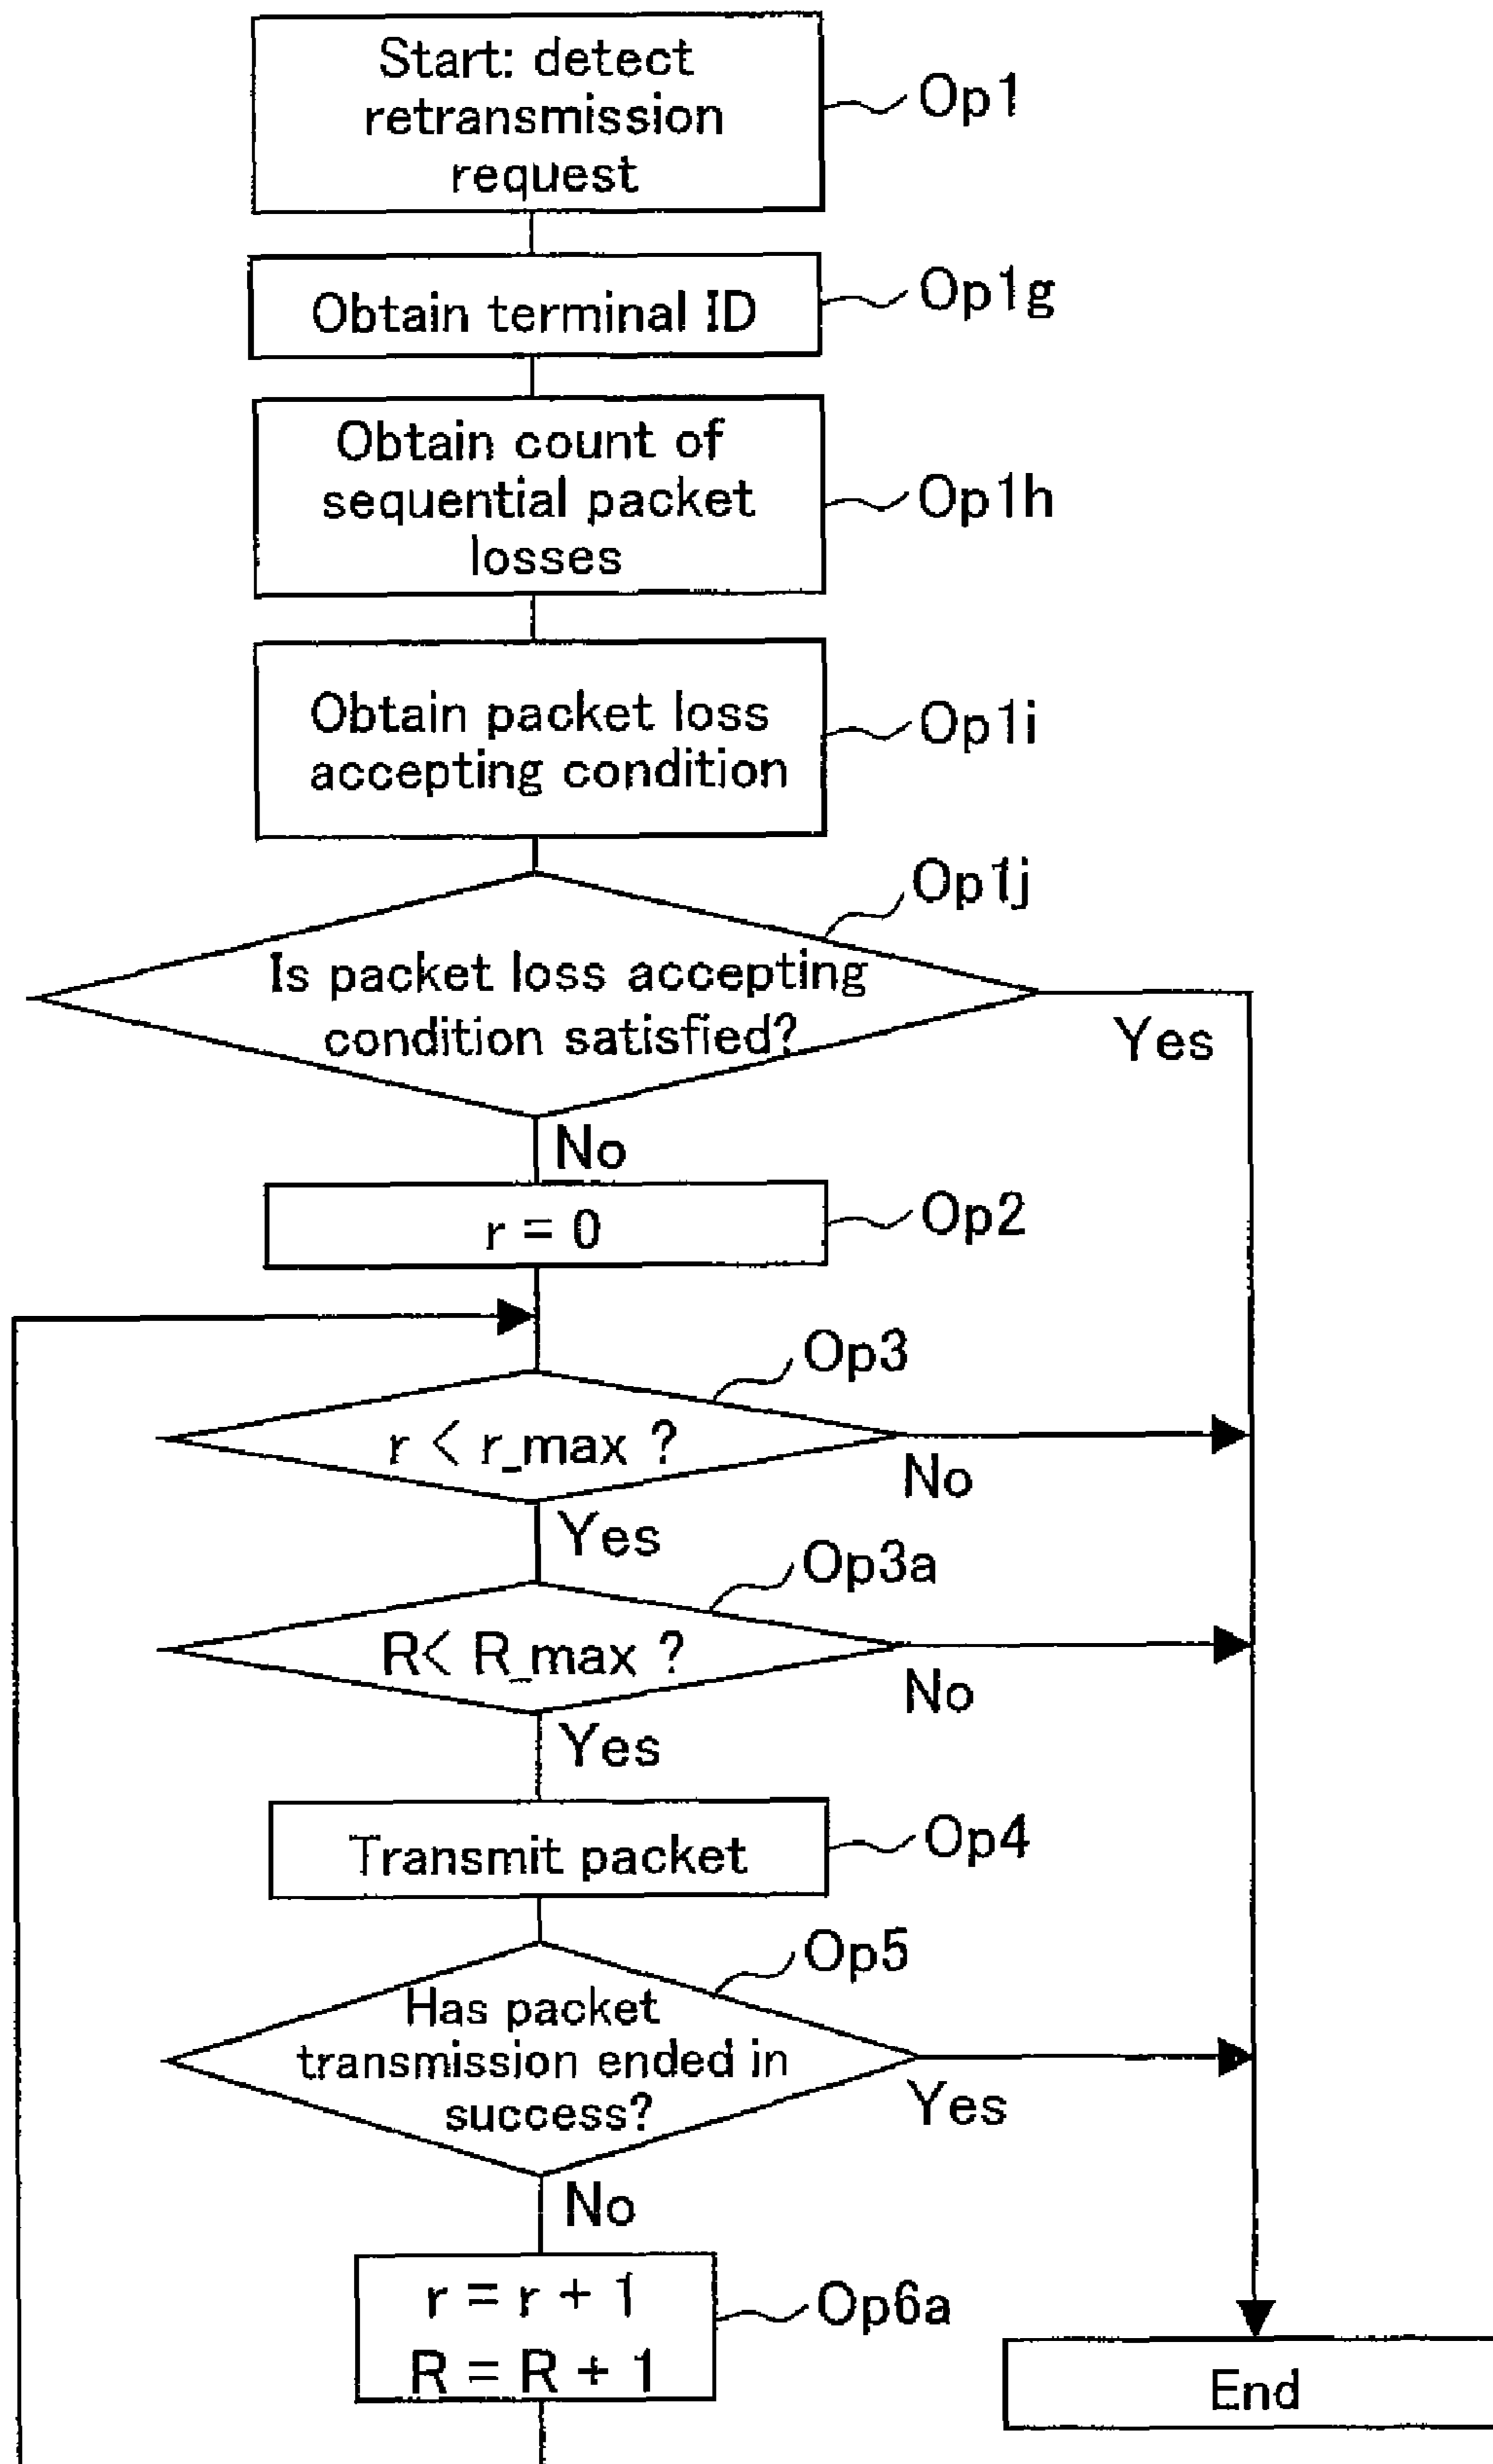 Start: detect
retransmission
request
Op1
Obtain terminal ID
Op1g
Obtain count of
sequential packet
losses
Op1h
Obtain packet loss
accepting condition
Op1i
Op1j
Is packet loss accepting
condition satisfied?
Yes
No
r = 0
Op2
Op3
r < r_max ?
No
Yes
Op3a
R< R_max ?
No
Yes
Transmit packet
Op4
Op5
Has packet
transmission ended in
success?
Yes
No
r = r + 1
R = R + 1
Op6a
End